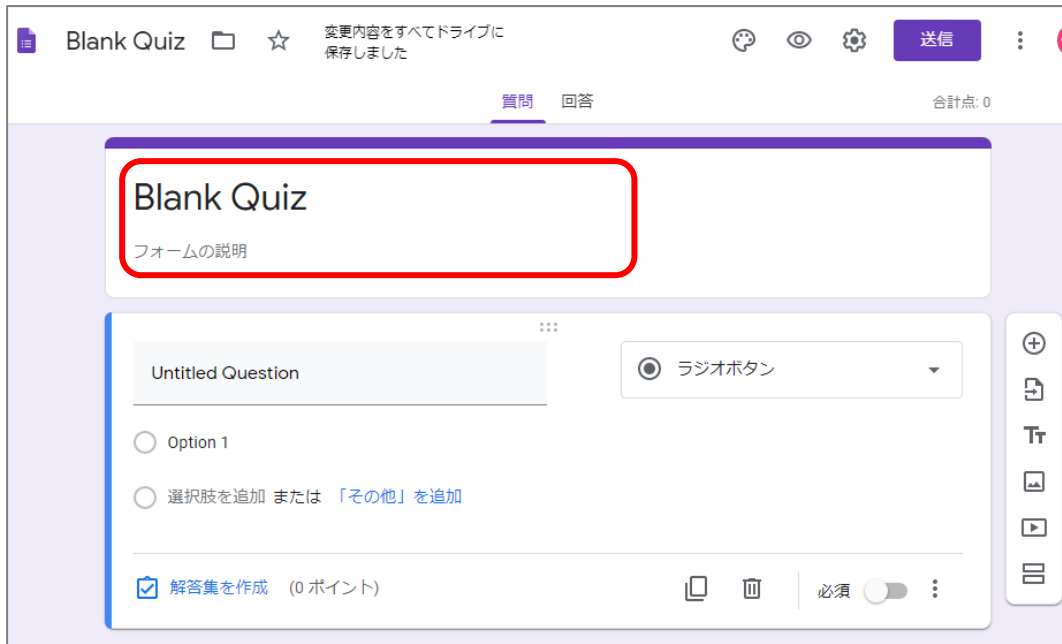 Blank Quiz
変更内容をすべてドライブに
保存しました
送信
質問 回答 合計点: 0
Blank Quiz
フォームの説明
Untitled Question
ラジオボタン
Option 1
選択肢を追加 または 「その他」を追加
Tт
解答集を作成 (0 ポイント)
必須